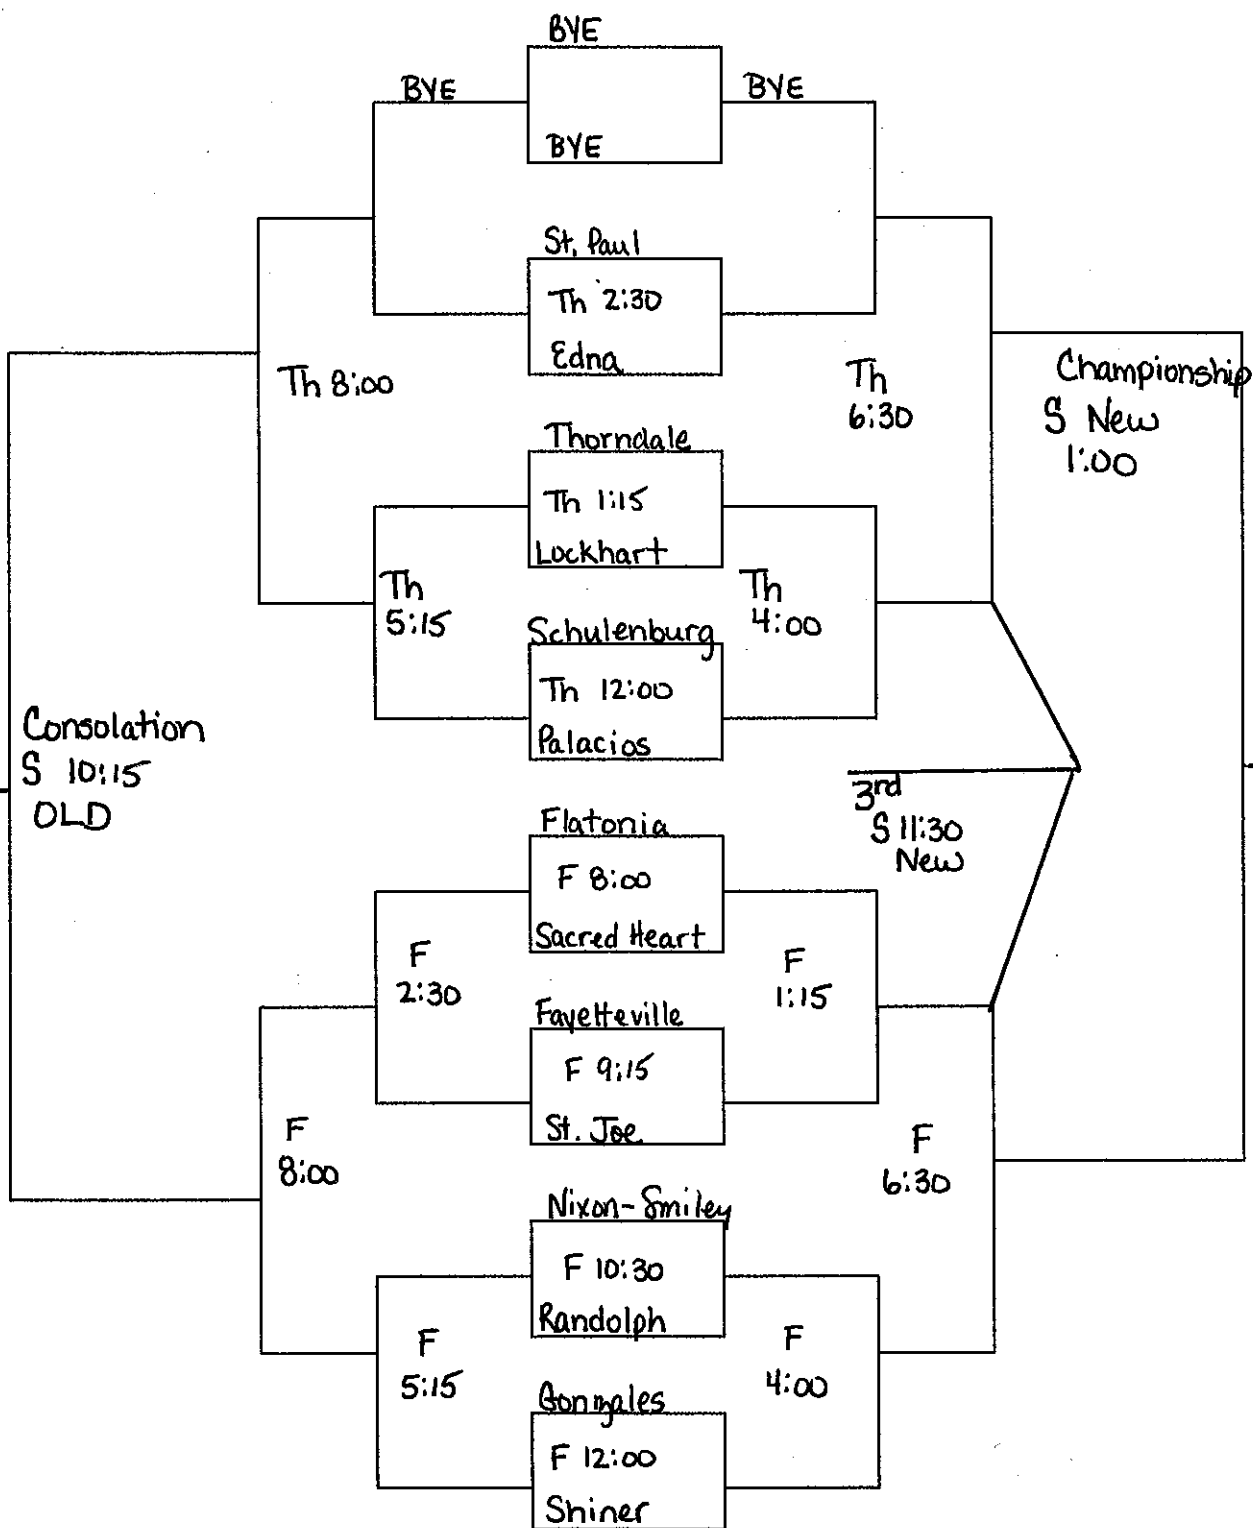 BYE
BYE
BYE
BYE
St. Paul
Th 2:30
Edna
Th 8:00
Th
6:30
Championship
S New
1:00
Thorndale
Th 1:15
Lockhart
Th
5:15
Th
4:00
Schulenburg
Th 12:00
Palacios
Consolation
S 10:15
OLD
3rd
S 11:30
New
Flatonia
F 8:00
Sacred Heart
F
2:30
F
1:15
Fayetteville
F 9:15
St. Joe
F
8:00
F
6:30
Nixon-Smiley
F 10:30
Randolph
F
5:15
F
4:00
Gonzales
F 12:00
Shiner